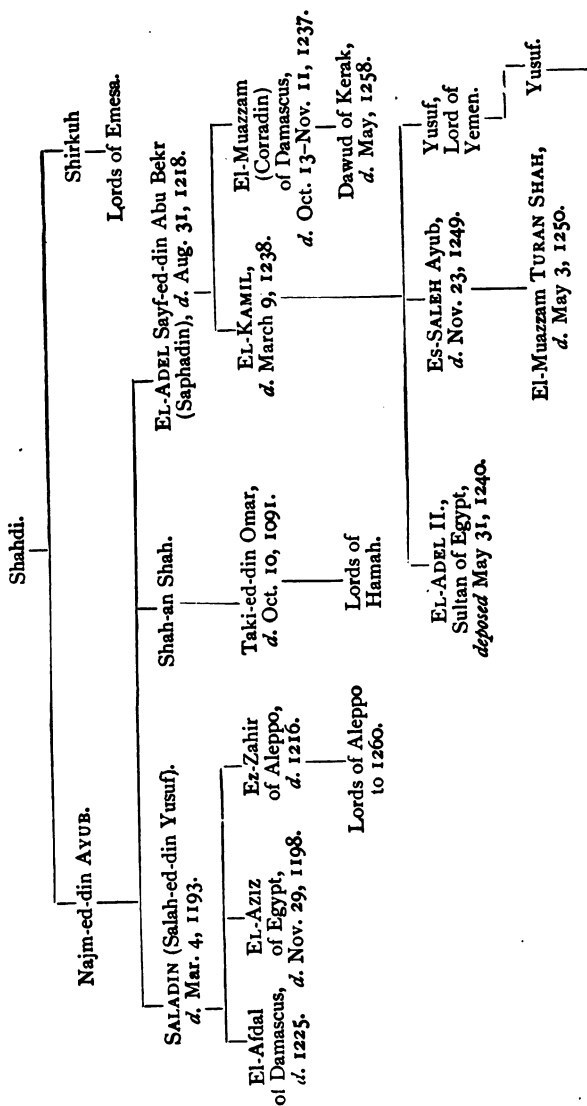 Shahdi.
Najm-ed-din AYUB.
Shirkuh
Lords of Emesa.
SALADIN (Salah-ed-din Yusuf).
d. Mar. 4, 1193.
Shah-an Shah.
EL-ADEL Sayf-ed-din Abu Bekr
(Saphadin), d. Aug. 31, 1218.
El-Afdal
of Damascus,
d. 1225.
EL-AZIZ
of Egypt,
d. Nov. 29, 1198.
Ez-Zahir
of Aleppo,
d. 1216.
Lords of Aleppo
to 1260.
Taki-ed-din Omar,
d. Oct. 10, 1091.
Lords of
Hamah.
EL-KAMIL,
d. March 9, 1238.
El-Muazzam
(Corradin)
of Damascus,
d. Oct. 13–Nov. 11, 1237.
Dawud of Kerak,
d. May, 1258.
EL-ADEL II.,
Sultan of Egypt,
deposed May 31, 1240.
Es-SALEH Ayub,
d. Nov. 23, 1249.
El-Muazzam TURAN SHAH,
d. May 3, 1250.
Yusuf,
Lord of
Yemen.
Yusuf.